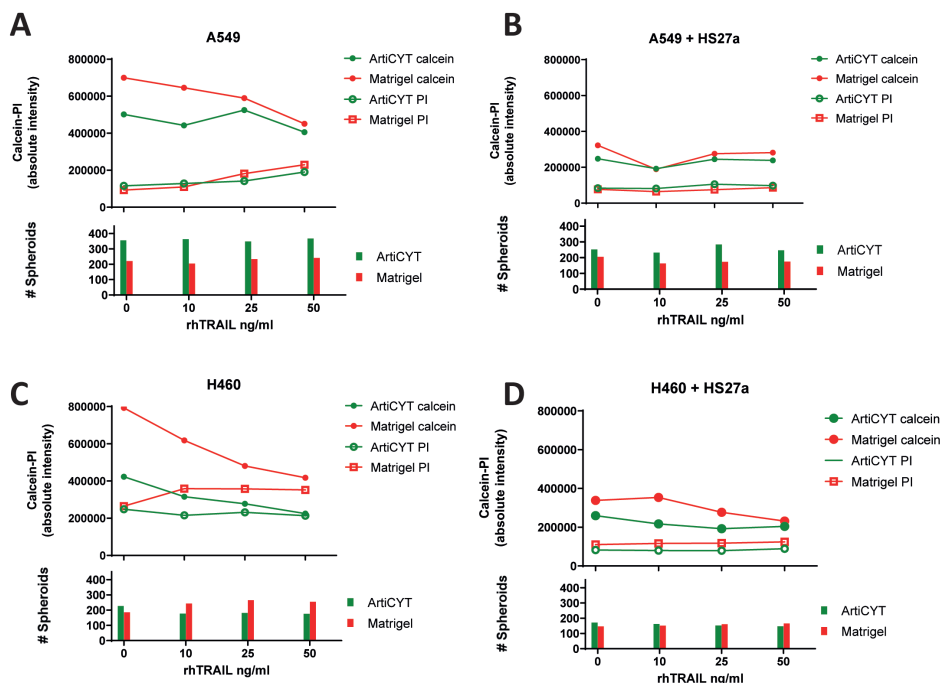 A
A549
Calcein-PI
(absolute intensity)
800000
600000
400000
200000
0
ArtiCYT calcein
Matrigel calcein
ArtiCYT PI
Matrigel PI
# Spheroids
400
300
200
100
0
ArtiCYT
Matrigel
0 10 25 50
rhTRAIL ng/ml
B
A549 + HS27a
Calcein-PI
(absolute intensity)
800000
600000
400000
200000
0
ArtiCYT calcein
Matrigel calcein
ArtiCYT PI
Matrigel PI
# Spheroids
400
300
200
100
0
ArtiCYT
Matrigel
0 10 25 50
rhTRAIL ng/ml
C
H460
Calcein-PI
(absolute intensity)
800000
600000
400000
200000
0
ArtiCYT calcein
Matrigel calcein
ArtiCYT PI
Matrigel PI
# Spheroids
400
300
200
100
0
ArtiCYT
Matrigel
0 10 25 50
rhTRAIL ng/ml
D
H460 + HS27a
Calcein-PI
(absolute intensity)
800000
600000
400000
200000
0
ArtiCYT calcein
Matrigel calcein
ArtiCYT PI
Matrigel PI
# Spheroids
400
300
200
100
0
ArtiCYT
Matrigel
0 10 25 50
rhTRAIL ng/ml